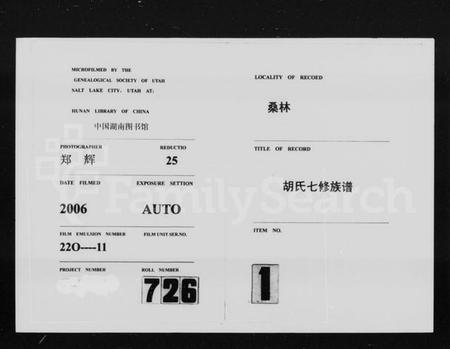 MICROFILMED BY THE
GENEALOGICAL SOCIETY OF UTAH
SALT LAKE CITY, UTAH AT:
HUNAN LIBRARY OF CHINA
中国湖南图书馆
PHOTOGRAPHER REDUCTIO
郑 辉 25
DATE FILMED EXPOSURE SETTION
2006 AUTO
FILM EMULSION NUMBER FILM UNIT SER.NO.
22O----11
PROJECT NUMBER ROLL NUMBER
726
LOCALITY OF RECOED
桑林
TITLE OF RECORD
胡氏七修族谱
ITEM NO.
1
FamilySearch